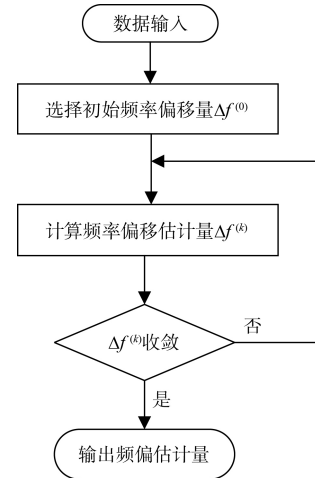 数据输入
选择初始频率偏移量Δf⁽⁰⁾
计算频率偏移估计量Δf⁽ᵏ⁾
Δf⁽ᵏ⁾收敛
否
是
输出频偏估计量